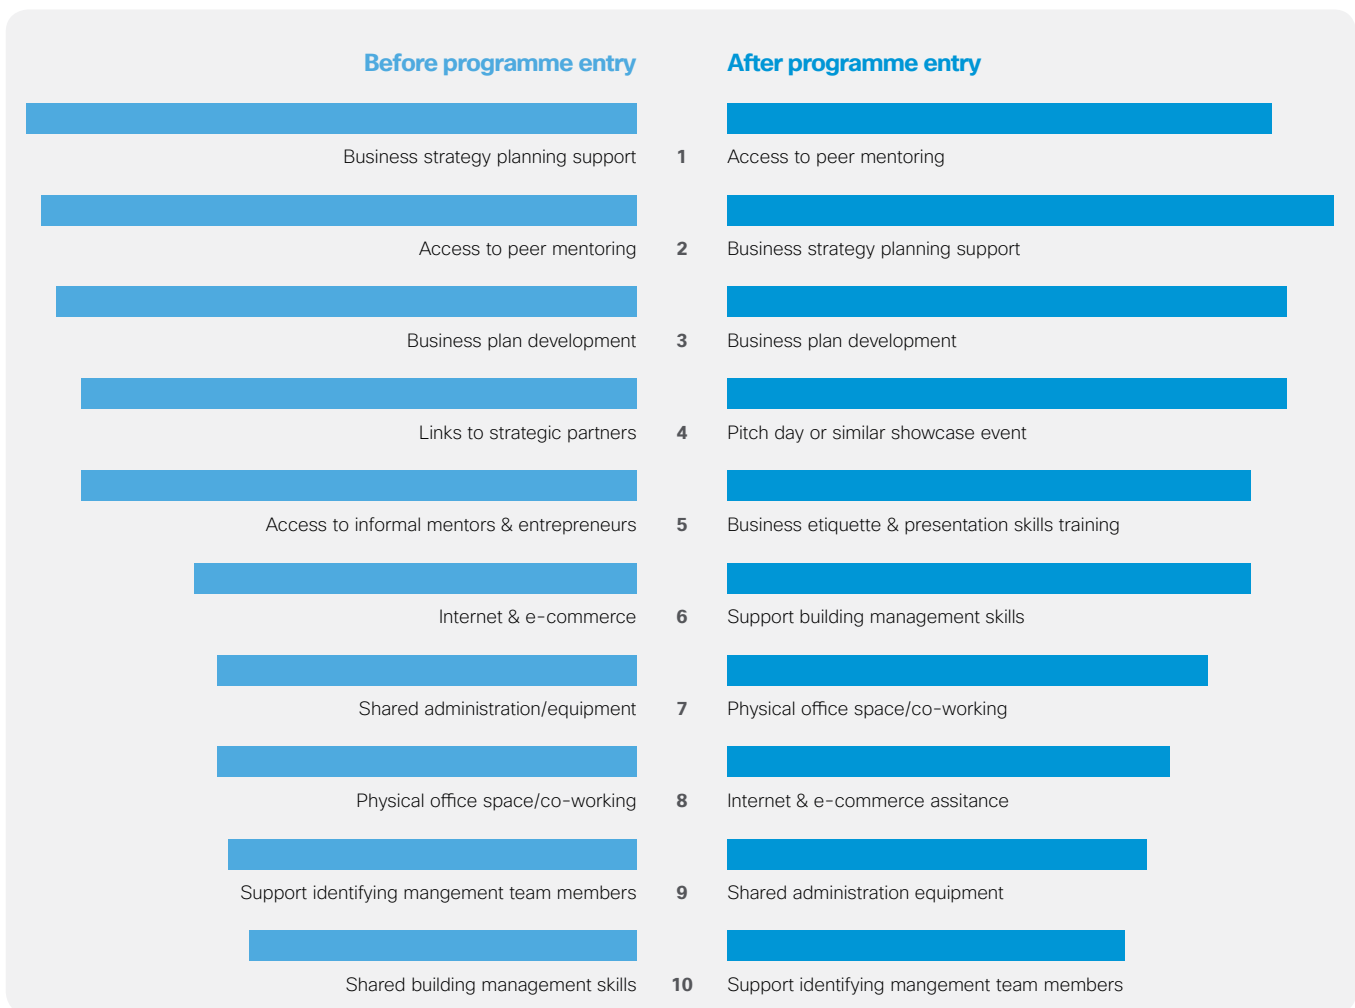 Before programme entry
After programme entry
Business strategy planning support
1
Access to peer mentoring
Access to peer mentoring
2
Business strategy planning support
Business plan development
3
Business plan development
Links to strategic partners
4
Pitch day or similar showcase event
Access to informal mentors & entrepreneurs
5
Business etiquette & presentation skills training
Internet & e-commerce
6
Support building management skills
Shared administration/equipment
7
Physical office space/co-working
Physical office space/co-working
8
Internet & e-commerce assitance
Support identifying mangement team members
9
Shared administration equipment
Shared building management skills
10
Support identifying mangement team members